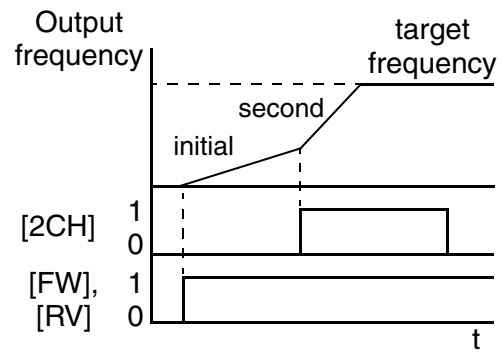 Output
frequency
target
frequency
second
initial
[2CH]
1
0
[FW],
[RV]
1
0
t